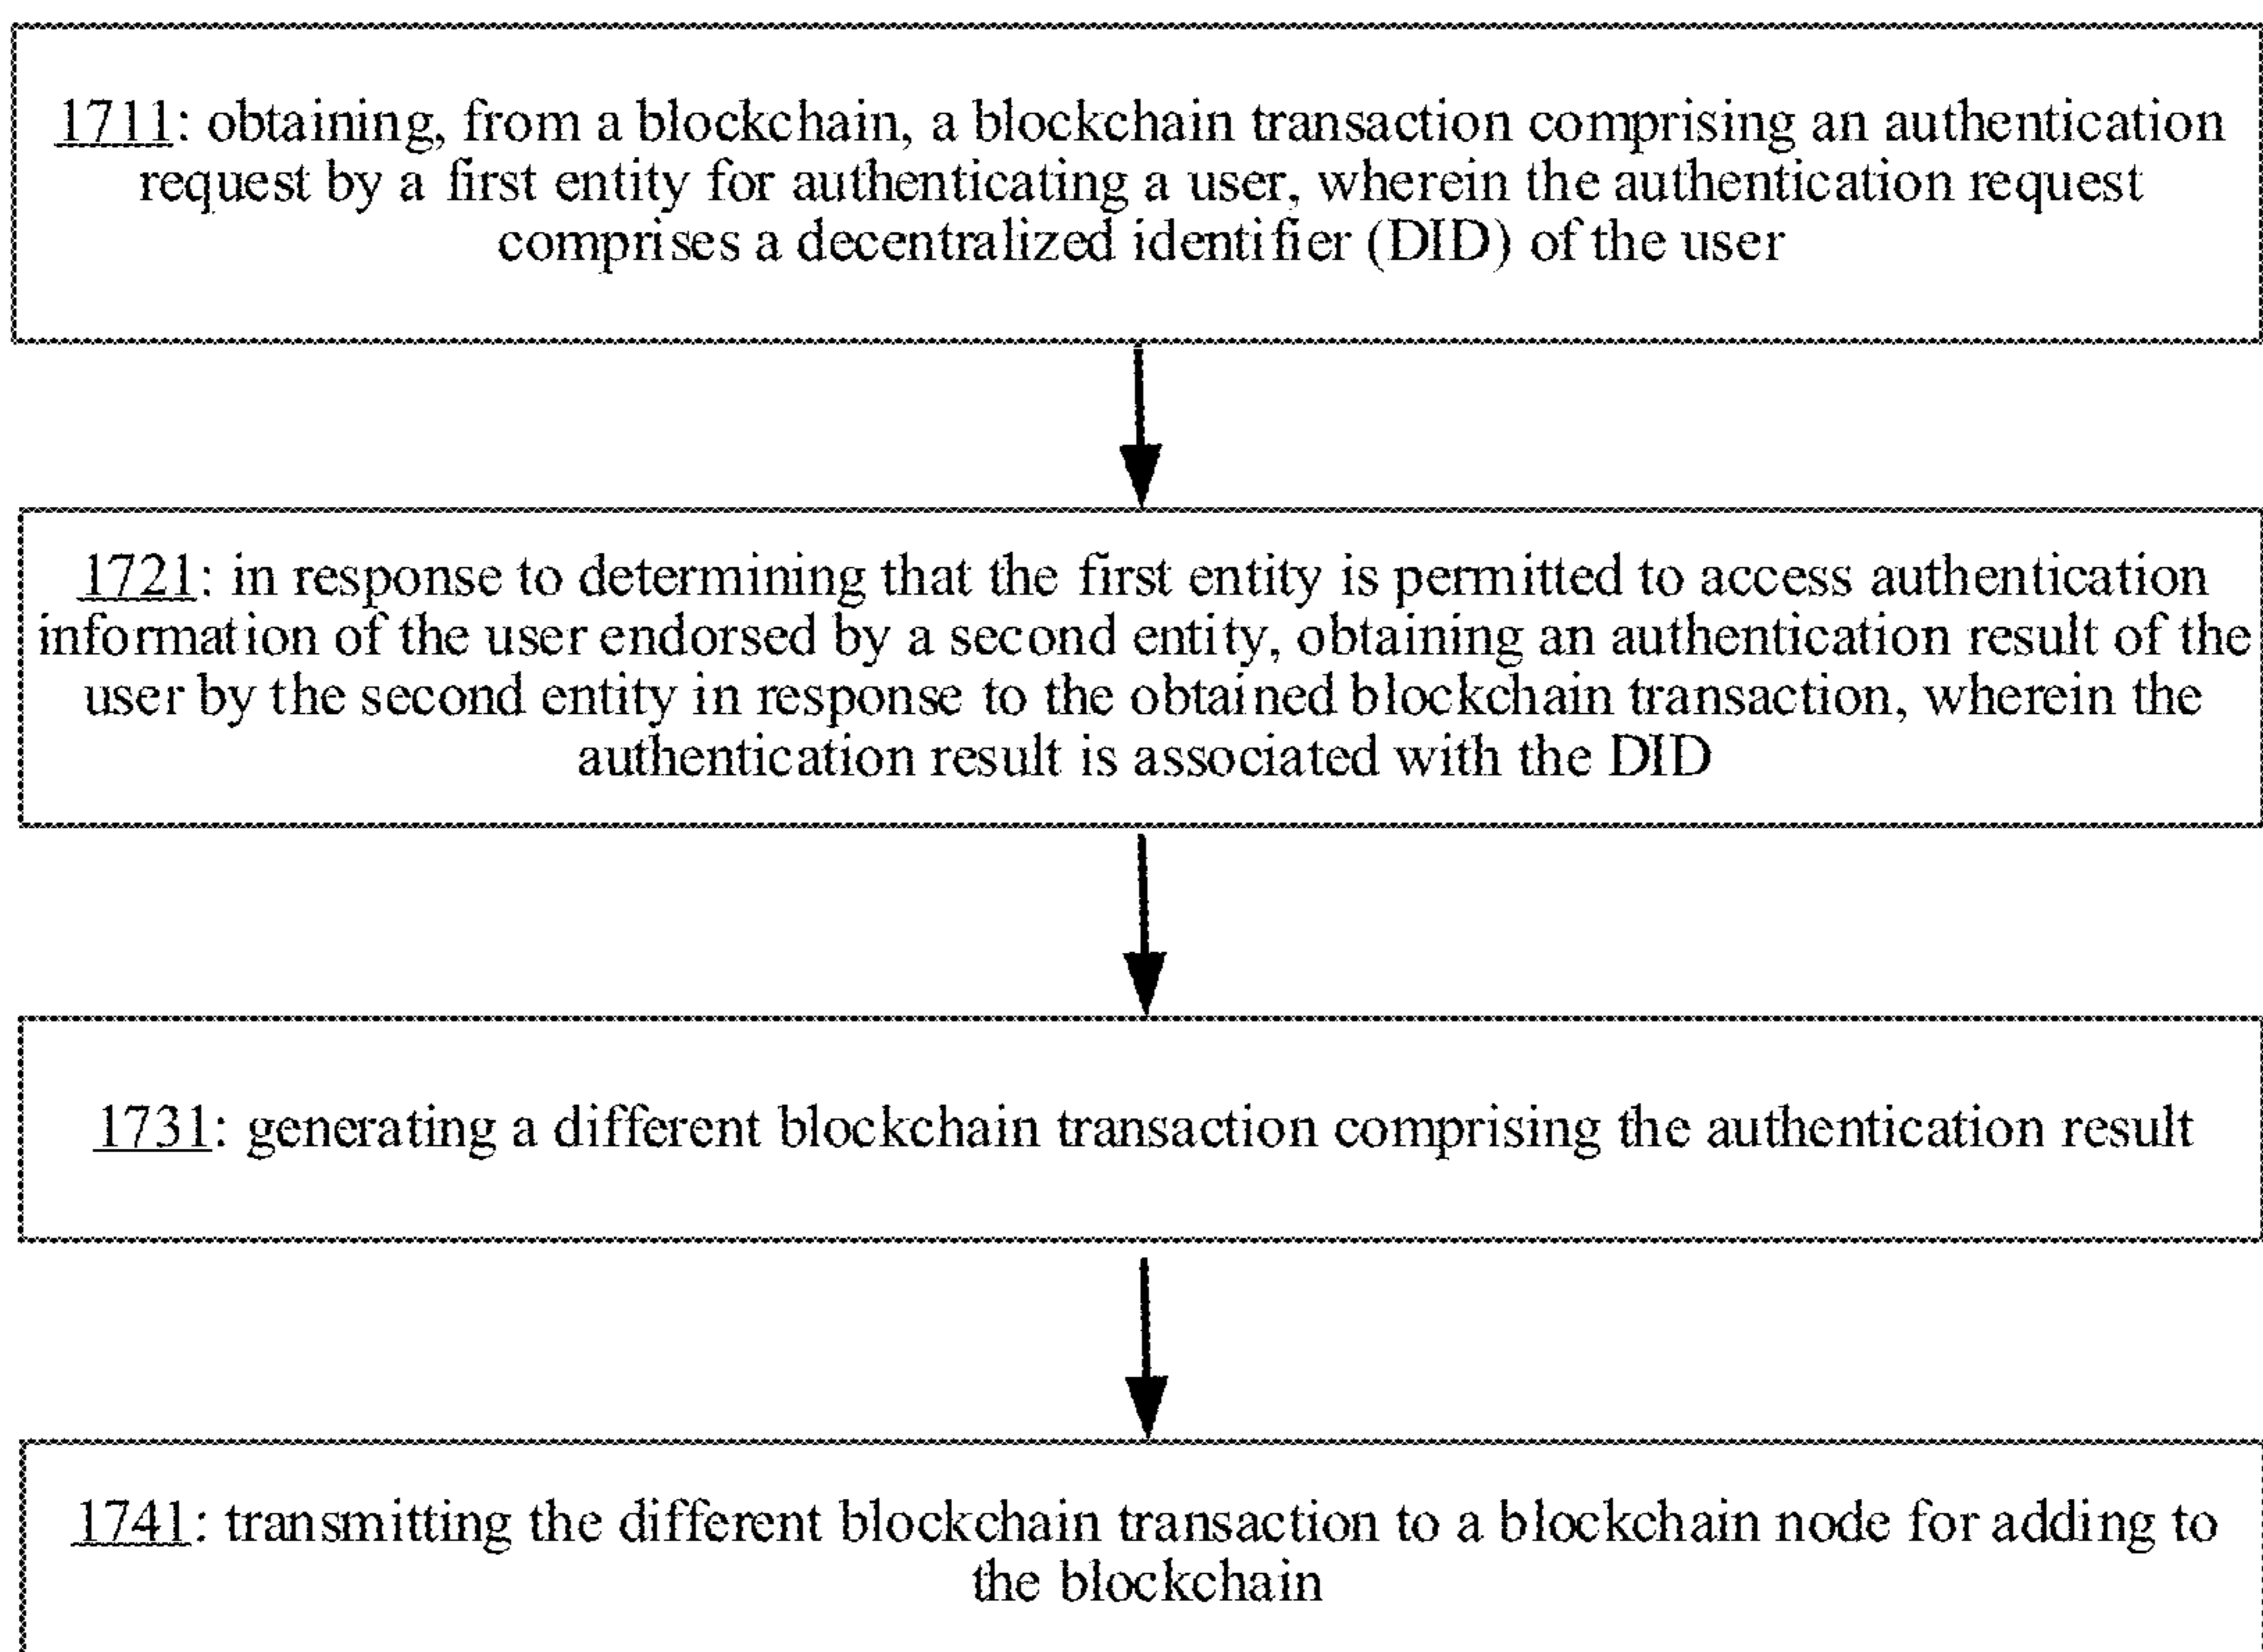 1711: obtaining, from a blockchain, a blockchain transaction comprising an authentication
request by a first entity for authenticating a user, wherein the authentication request
comprises a decentralized identifier (DID) of the user
1721: in response to determining that the first entity is permitted to access authentication
information of the user endorsed by a second entity, obtaining an authentication result of the
user by the second entity in response to the obtained blockchain transaction, wherein the
authentication result is associated with the DID
1731: generating a different blockchain transaction comprising the authentication result
1741: transmitting the different blockchain transaction to a blockchain node for adding to
the blockchain